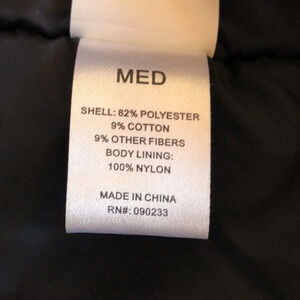 MED
SHELL: 82% POLYESTER
9% COTTON
9% OTHER FIBERS
BODY LINING:
100% NYLON
MADE IN CHINA
RN#: 090233